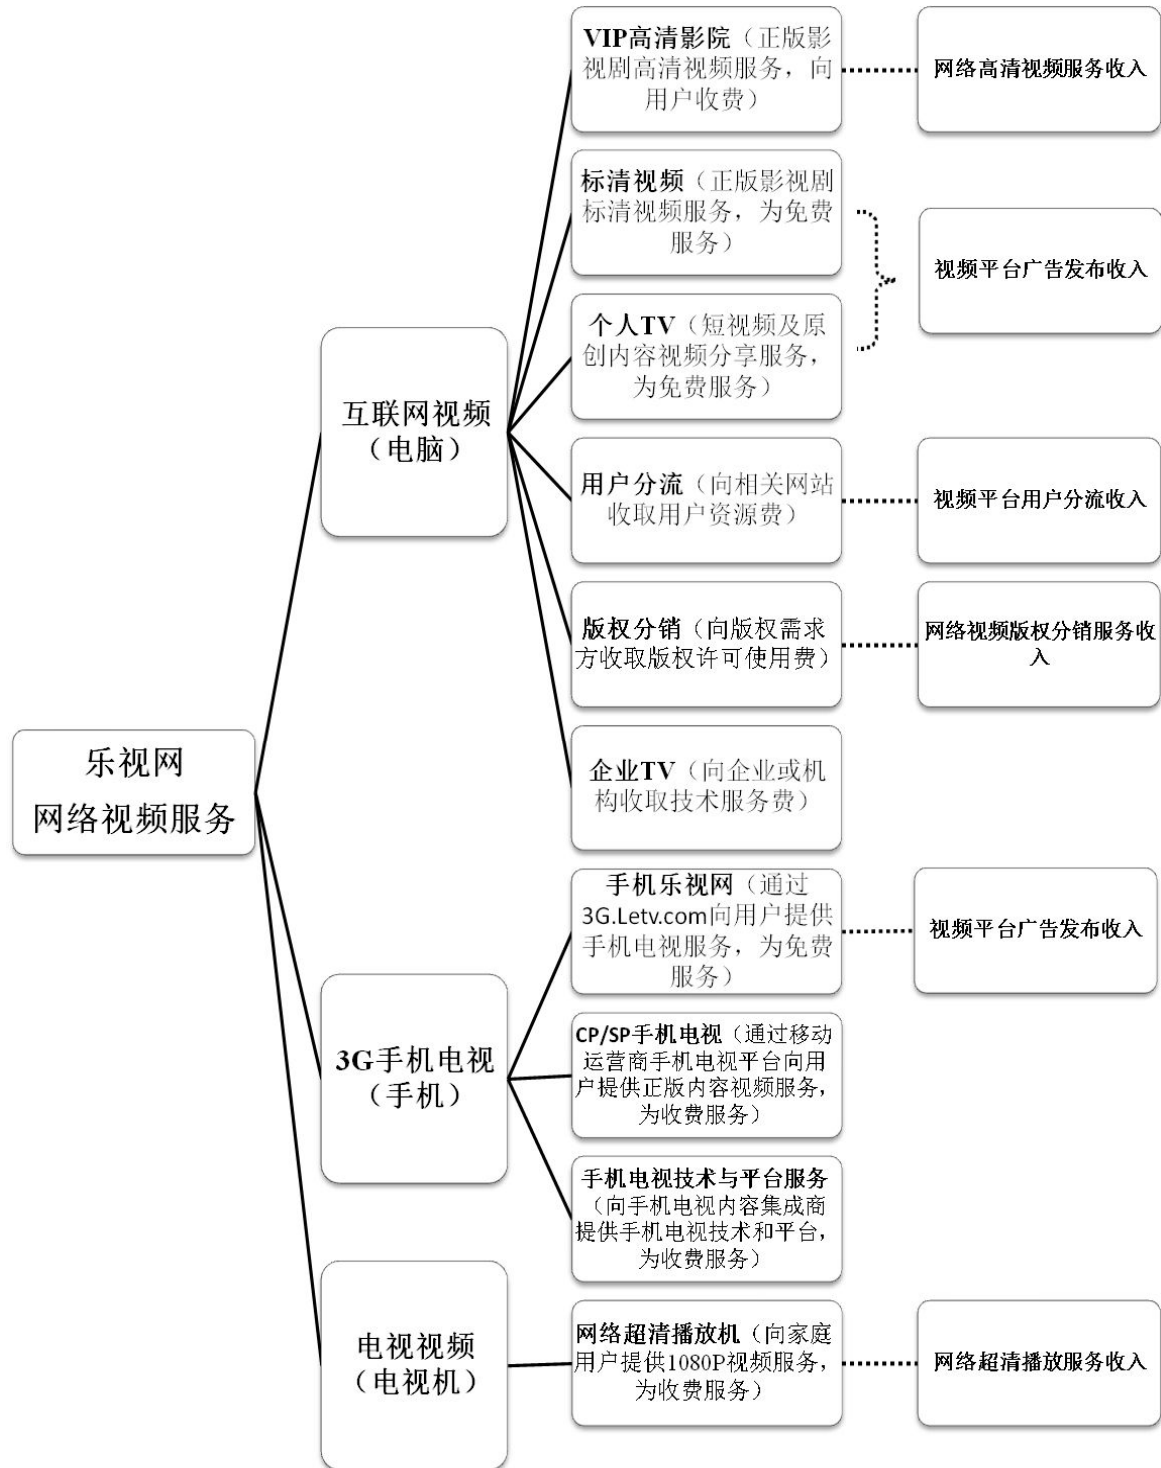 VIP高清影院（正版影
视剧高清视频服务，向
用户收费）
网络高清视频服务收入
标清视频（正版影视剧
标清视频服务，为免费
服务）
视频平台广告发布收入
个人TV（短视频及原
创内容视频分享服务，
为免费服务）
互联网视频
（电脑）
用户分流（向相关网站
收取用户资源费）
视频平台用户分流收入
版权分销（向版权需求
方收取版权许可使用费）
网络视频版权分销服务收
入
企业TV（向企业或机
构收取技术服务费）
乐视网
网络视频服务
手机乐视网（通过
3G.Letv.com向用户提供
手机电视服务，为免费
服务）
视频平台广告发布收入
3G手机电视
（手机）
CP/SP手机电视（通过移动
运营商手机电视平台向用
户提供正版内容视频服务，
为收费服务）
手机电视技术与平台服务
（向手机电视内容集成商
提供手机电视技术和平台，
为收费服务）
电视视频
（电视机）
网络超清播放机（向家庭
用户提供1080P视频服务，
为收费服务）
网络超清播放服务收入